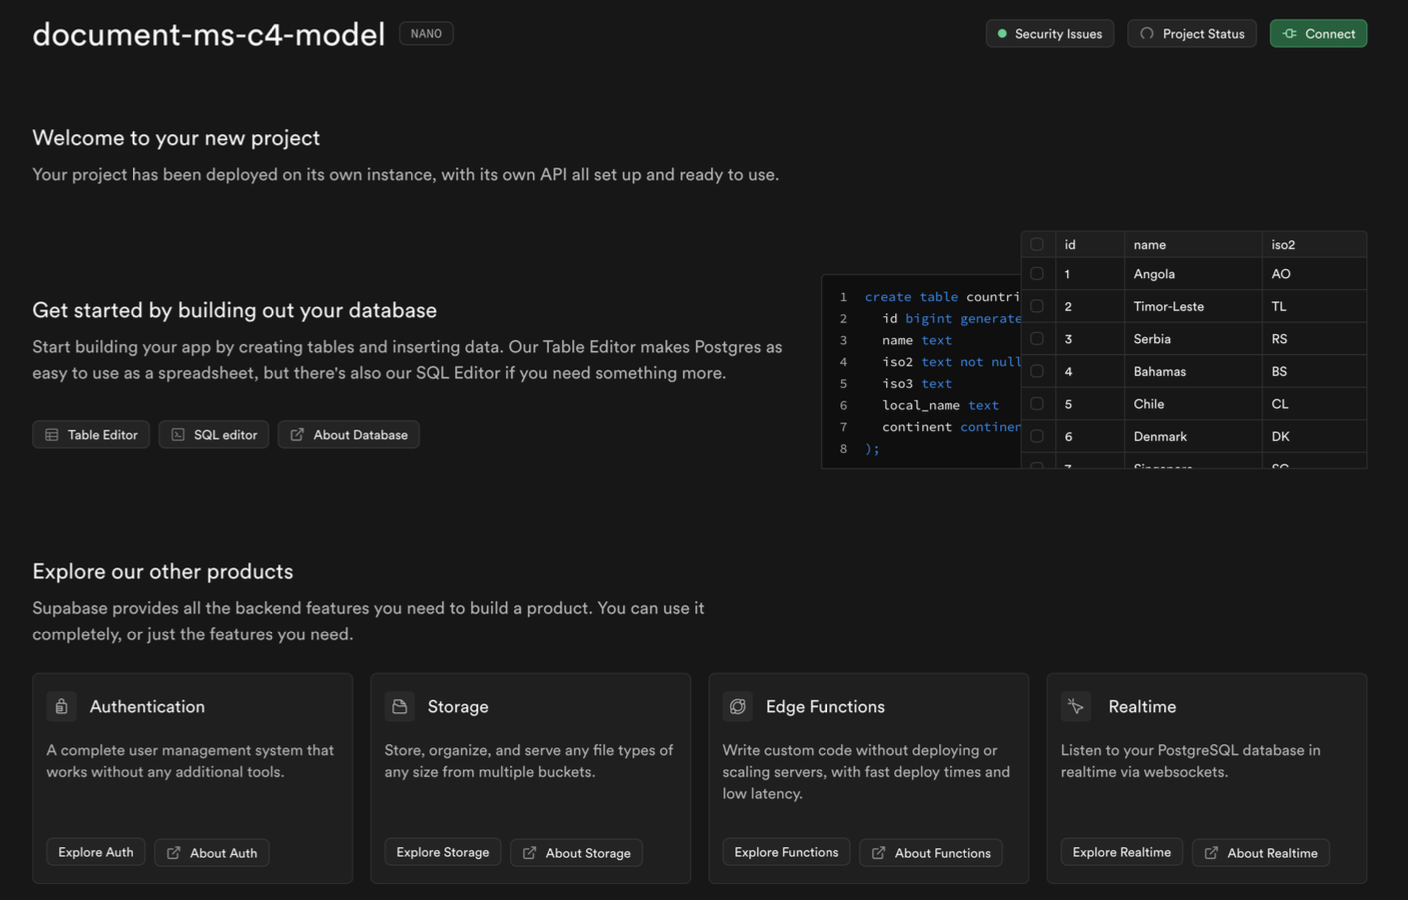 document-ms-c4-model NANO
Security Issues
Project Status
Connect
Welcome to your new project
Your project has been deployed on its own instance, with its own API all set up and ready to use.
Get started by building out your database
Start building your app by creating tables and inserting data. Our Table Editor makes Postgres as
easy to use as a spreadsheet, but there's also our SQL Editor if you need something more.
Table Editor
SQL editor
About Database
1 create table countri
2 id bigint generate
3 name text
4 iso2 text not null
5 iso3 text
6 local_name text
7 continent continen
8 );
id name iso2
1 Angola AO
2 Timor-Leste TL
3 Serbia RS
4 Bahamas BS
5 Chile CL
6 Denmark DK
7 Singapore SG
Explore our other products
Supabase provides all the backend features you need to build a product. You can use it
completely, or just the features you need.
Authentication
A complete user management system that
works without any additional tools.
Explore Auth
About Auth
Storage
Store, organize, and serve any file types of
any size from multiple buckets.
Explore Storage
About Storage
Edge Functions
Write custom code without deploying or
scaling servers, with fast deploy times and
low latency.
Explore Functions
About Functions
Realtime
Listen to your PostgreSQL database in
realtime via websockets.
Explore Realtime
About Realtime